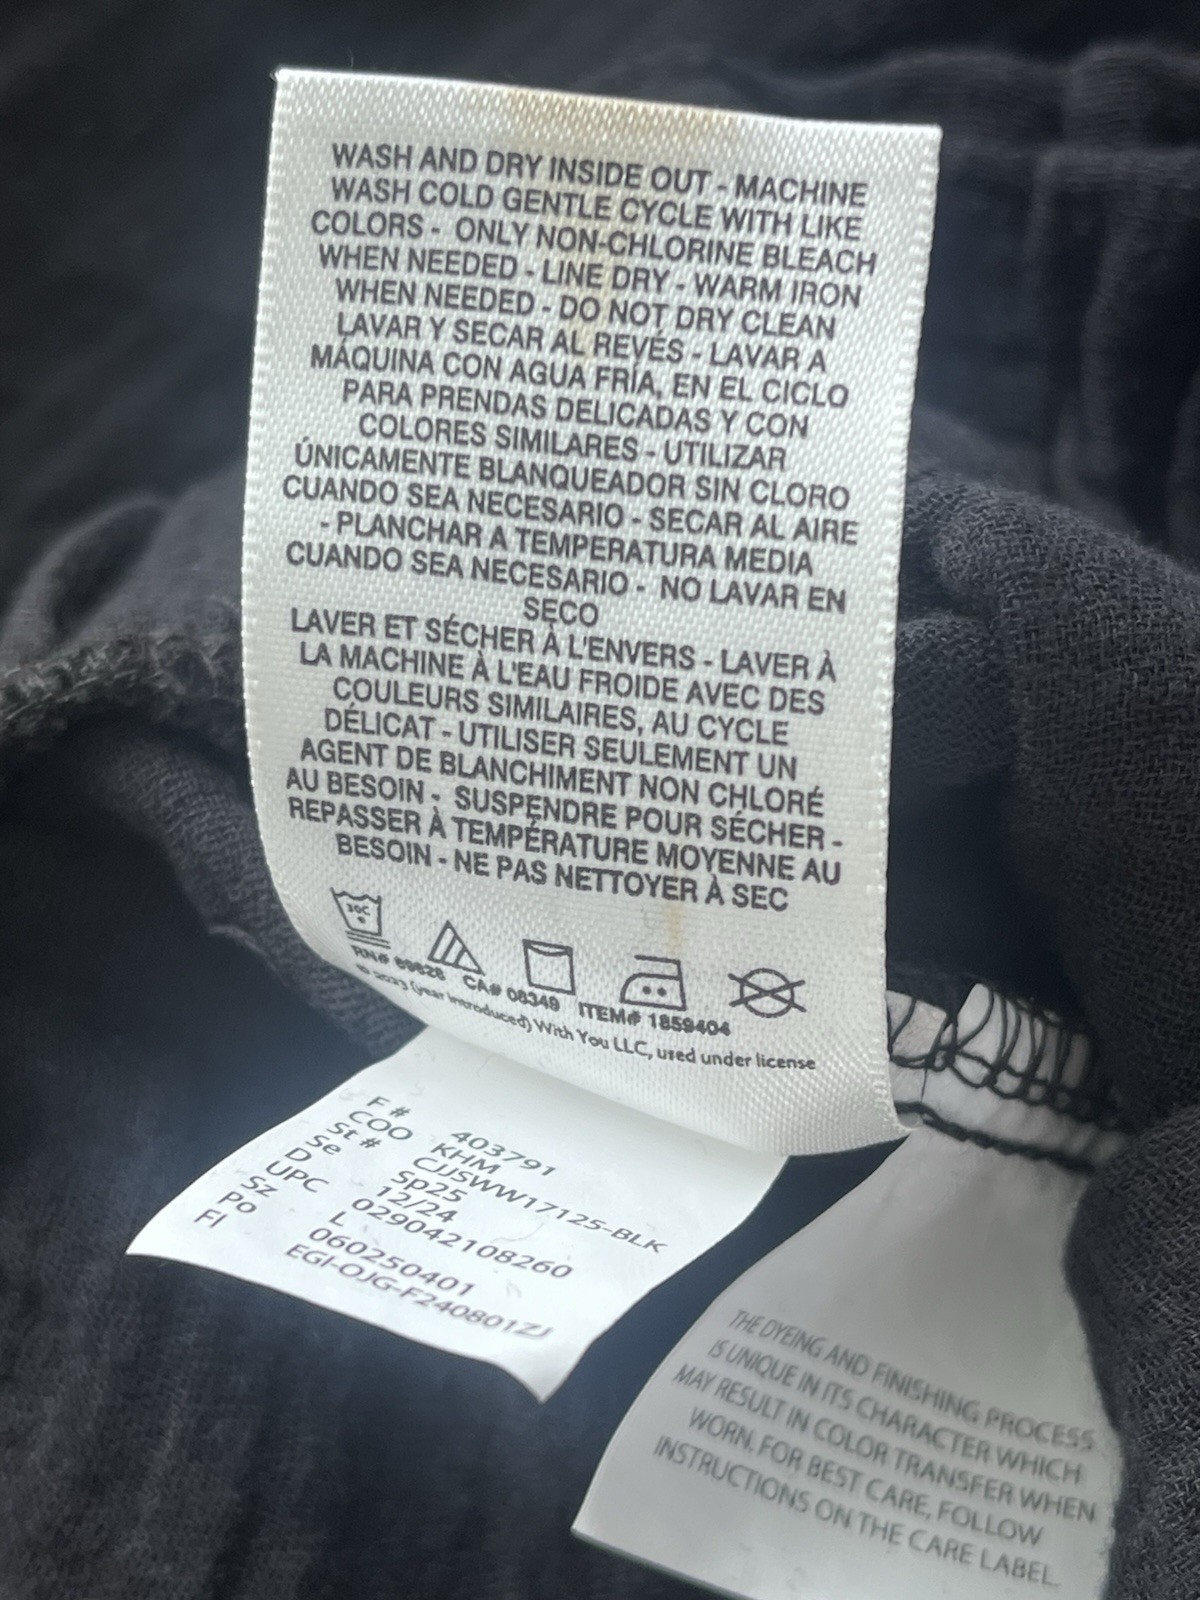 WASH AND DRY INSIDE OUT - MACHINE
WASH COLD GENTLE CYCLE WITH LIKE
COLORS - ONLY NON-CHLORINE BLEACH
WHEN NEEDED - LINE DRY - WARM IRON
WHEN NEEDED - DO NOT DRY CLEAN
LAVAR Y SECAR AL REVÉS - LAVAR A
MÁQUINA CON AGUA FRÍA, EN EL CICLO
PARA PRENDAS DELICADAS Y CON
COLORES SIMILARES - UTILIZAR
ÚNICAMENTE BLANQUEADOR SIN CLORO
CUANDO SEA NECESARIO - SECAR AL AIRE
- PLANCHAR A TEMPERATURA MEDIA
CUANDO SEA NECESARIO - NO LAVAR EN
SECO
LAVER ET SÉCHER À L'ENVERS - LAVER À
LA MACHINE À L'EAU FROIDE AVEC DES
COULEURS SIMILAIRES, AU CYCLE
DÉLICAT - UTILISER SEULEMENT UN
AGENT DE BLANCHIMENT NON CHLORÉ
AU BESOIN - SUSPENDRE POUR SÉCHER -
REPASSER À TEMPÉRATURE MOYENNE AU
BESOIN - NE PAS NETTOYER À SEC
30C
RN# 69828 CA# 08349 ITEM# 1859404
© 2023 (year introduced) With You LLC, used under license
F # 403791
COO KHM
St # CJSWW17125-BLK
Se Sp25
D 12/24
UPC 029042108260
Sz L
Po 060250401
FI EGI-OJG-F240801ZJ
THE DYEING AND FINISHING PROCESS
IS UNIQUE IN ITS CHARACTER WHICH
MAY RESULT IN COLOR TRANSFER WHEN
WORN. FOR BEST CARE, FOLLOW
INSTRUCTIONS ON THE CARE LABEL.